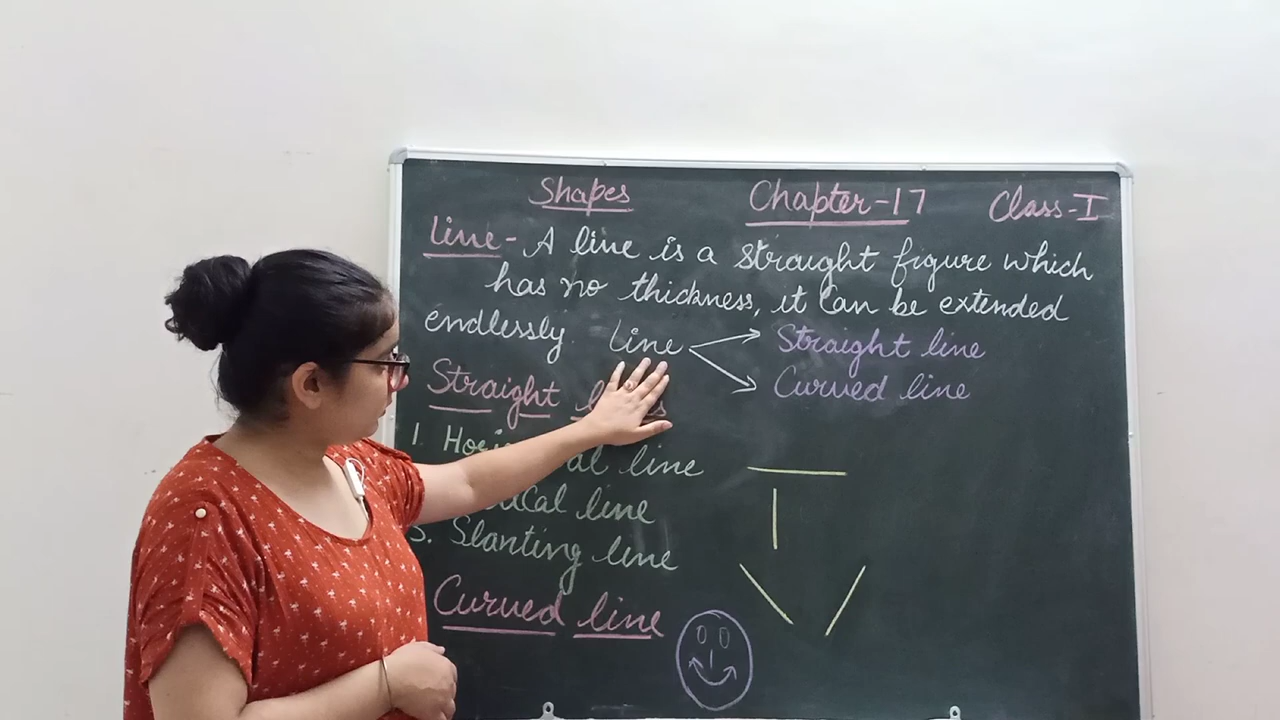 Shapes Chapter-17 Class-I
Line - A line is a straight figure which
has no thickness, it can be extended
endlessly. Line
Straight line
Curved line
Straight
1. line
line
3. Slanting line
Curved line